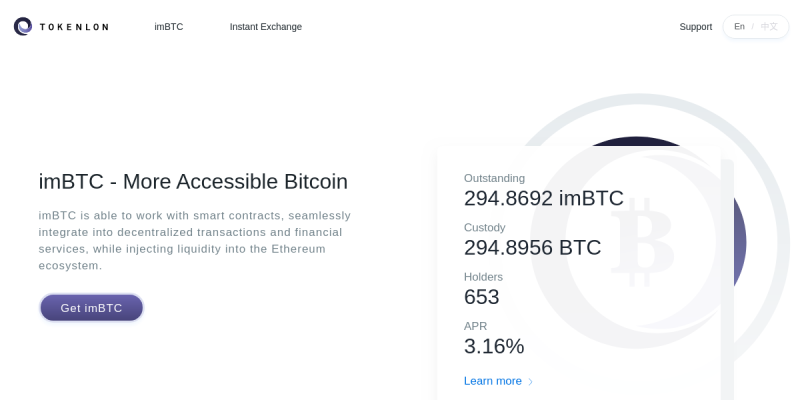 TOKENLON
imBTC
Instant Exchange
Support
En / 中文
imBTC - More Accessible Bitcoin
imBTC is able to work with smart contracts, seamlessly
integrate into decentralized transactions and financial
services, while injecting liquidity into the Ethereum
ecosystem.
Get imBTC
Outstanding
294.8692 imBTC
Custody
294.8956 BTC
Holders
653
APR
3.16%
Learn more